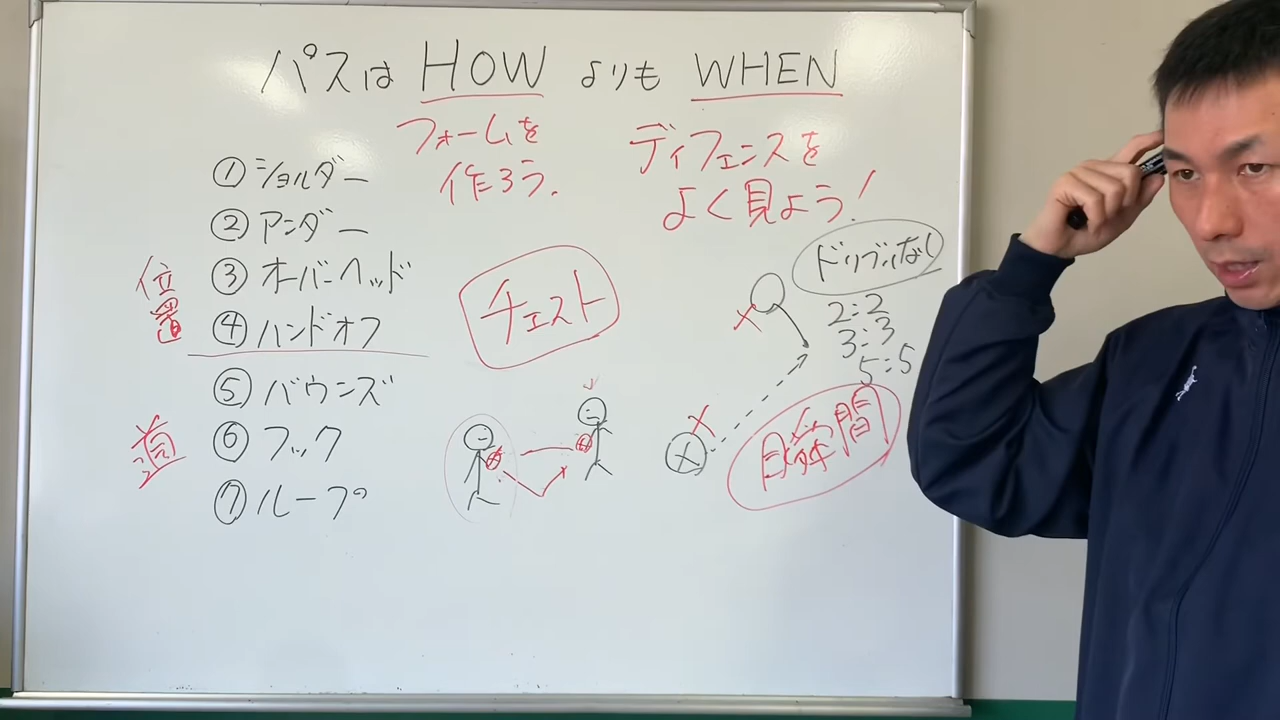 パスは HOW よりも WHEN
フォームを
作ろう.
ディフェンスを
よく見よう!
① ショルダー
② アンダー
③ オーバーヘッド
④ ハンドオフ
位置
⑤ バウンズ
⑥ フック
⑦ ループ
道
チェスト
ドリブルなし
2:2
3:3
5:5
瞬間